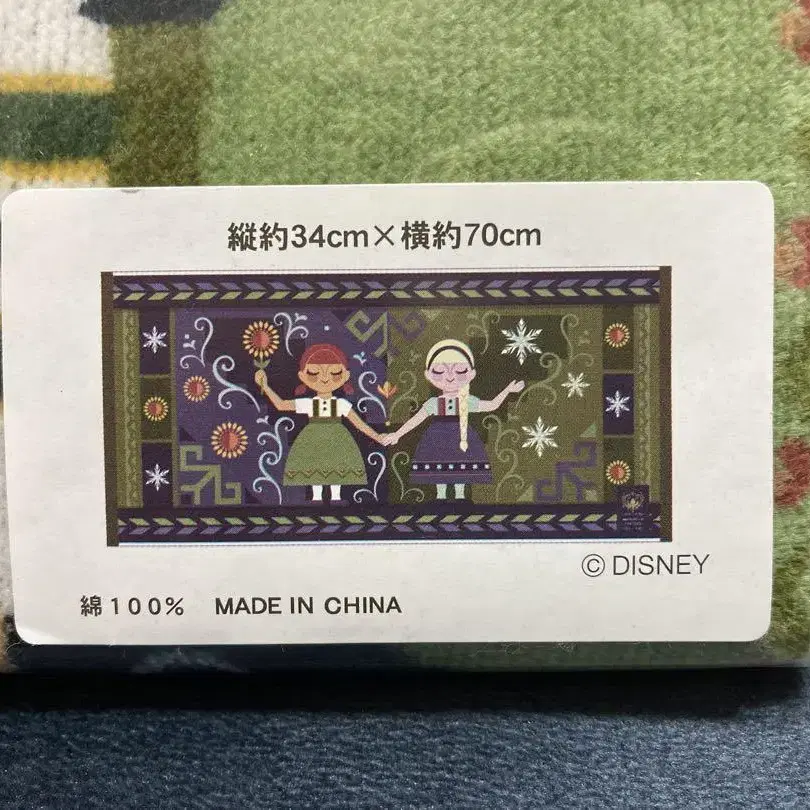 縦約34cm×横約70cm
© DISNEY
綿100% MADE IN CHINA